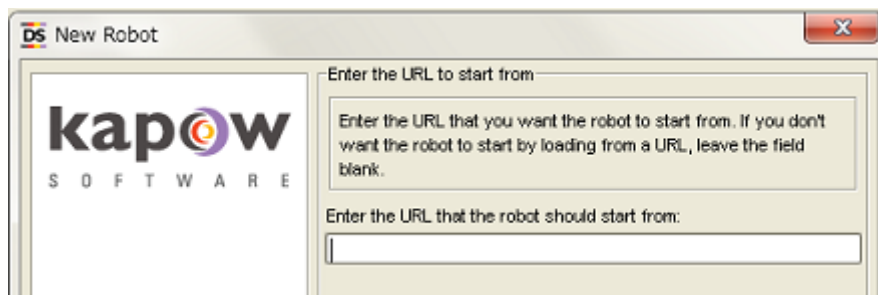 DS New Robot
Enter the URL to start from
kapow
SOFTWARE
Enter the URL that you want the robot to start from. If you don't
want the robot to start by loading from a URL, leave the field
blank.
Enter the URL that the robot should start from: